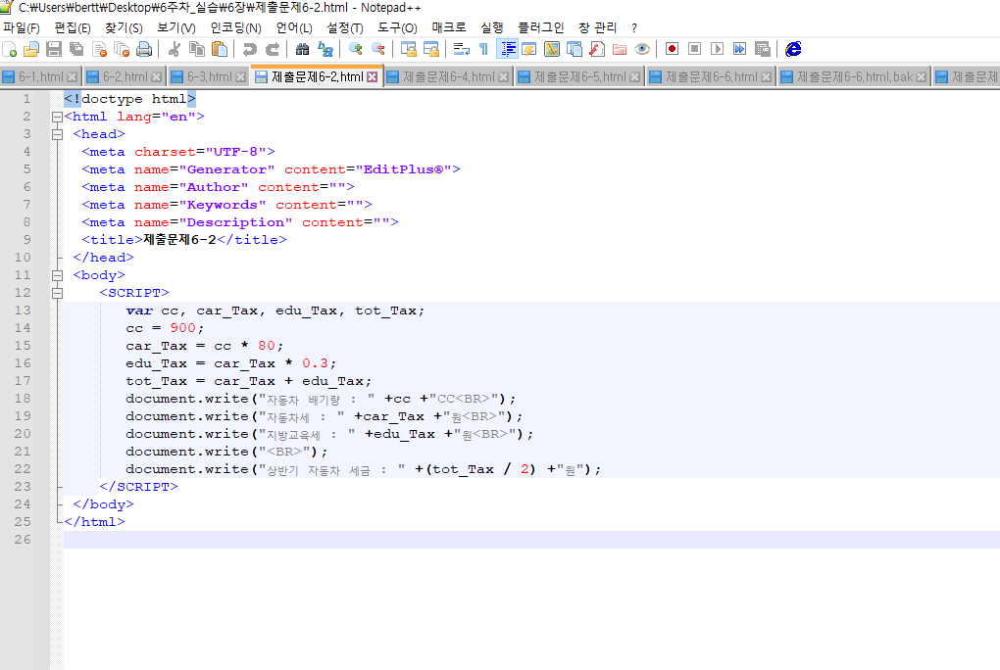 C:₩Users₩bertt₩Desktop₩6주차_실습₩6장₩제출문제6-2.html - Notepad++
파일(F) 편집(E) 찾기(S) 보기(V) 인코딩(N) 언어(L) 설정(T) 도구(O) 매크로 실행 플러그인 창 관리 ?
6-1.html 6-2.html 6-3.html 제출문제6-2.html 제출문제6-4.html 제출문제6-5.html 제출문제6-6.html 제출문제6-6.html.bak 제출문제
1 <!doctype html>
2 <html lang="en">
3 <head>
4 <meta charset="UTF-8">
5 <meta name="Generator" content="EditPlus®">
6 <meta name="Author" content="">
7 <meta name="Keywords" content="">
8 <meta name="Description" content="">
9 <title>제출문제6-2</title>
10 </head>
11 <body>
12 <SCRIPT>
13 var cc, car_Tax, edu_Tax, tot_Tax;
14 cc = 900;
15 car_Tax = cc * 80;
16 edu_Tax = car_Tax * 0.3;
17 tot_Tax = car_Tax + edu_Tax;
18 document.write("자동차 배기량 : " +cc +"CC<BR>");
19 document.write("자동차세 : " +car_Tax +"원<BR>");
20 document.write("지방교육세 : " +edu_Tax +"원<BR>");
21 document.write("<BR>");
22 document.write("상반기 자동차 세금 : " +(tot_Tax / 2) +"원");
23 </SCRIPT>
24 </body>
25 </html>
26